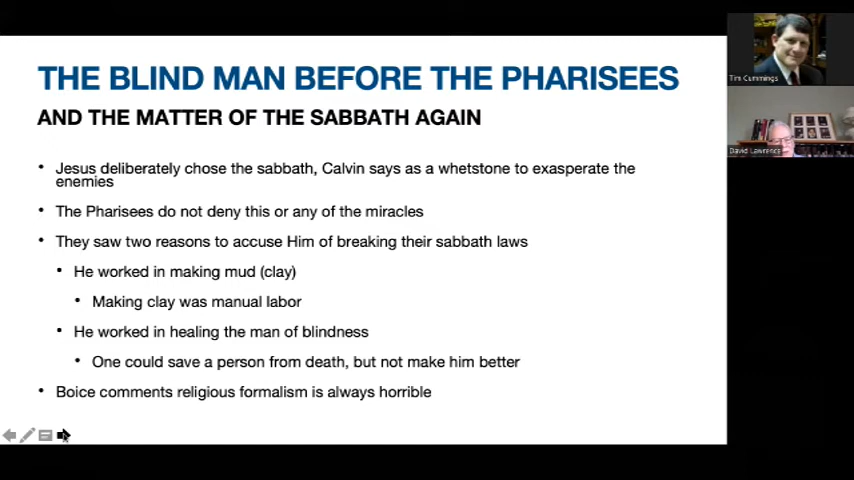 THE BLIND MAN BEFORE THE PHARISEES
AND THE MATTER OF THE SABBATH AGAIN
• Jesus deliberately chose the sabbath, Calvin says as a whetstone to exasperate the
enemies
• The Pharisees do not deny this or any of the miracles
• They saw two reasons to accuse Him of breaking their sabbath laws
• He worked in making mud (clay)
• Making clay was manual labor
• He worked in healing the man of blindness
• One could save a person from death, but not make him better
• Boice comments religious formalism is always horrible
Tim Cummings
David Lawrence